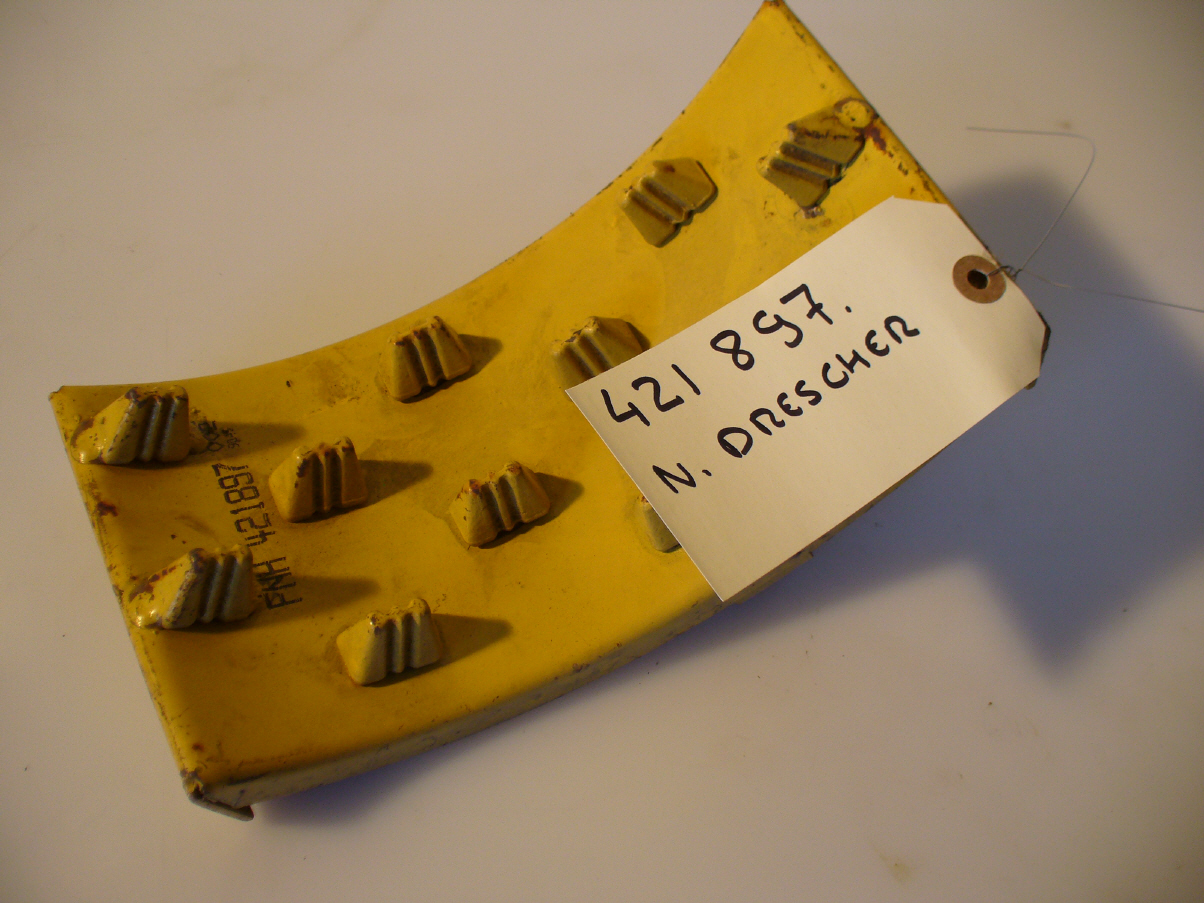 421 897.
N. DRESCHER
PNH 421897